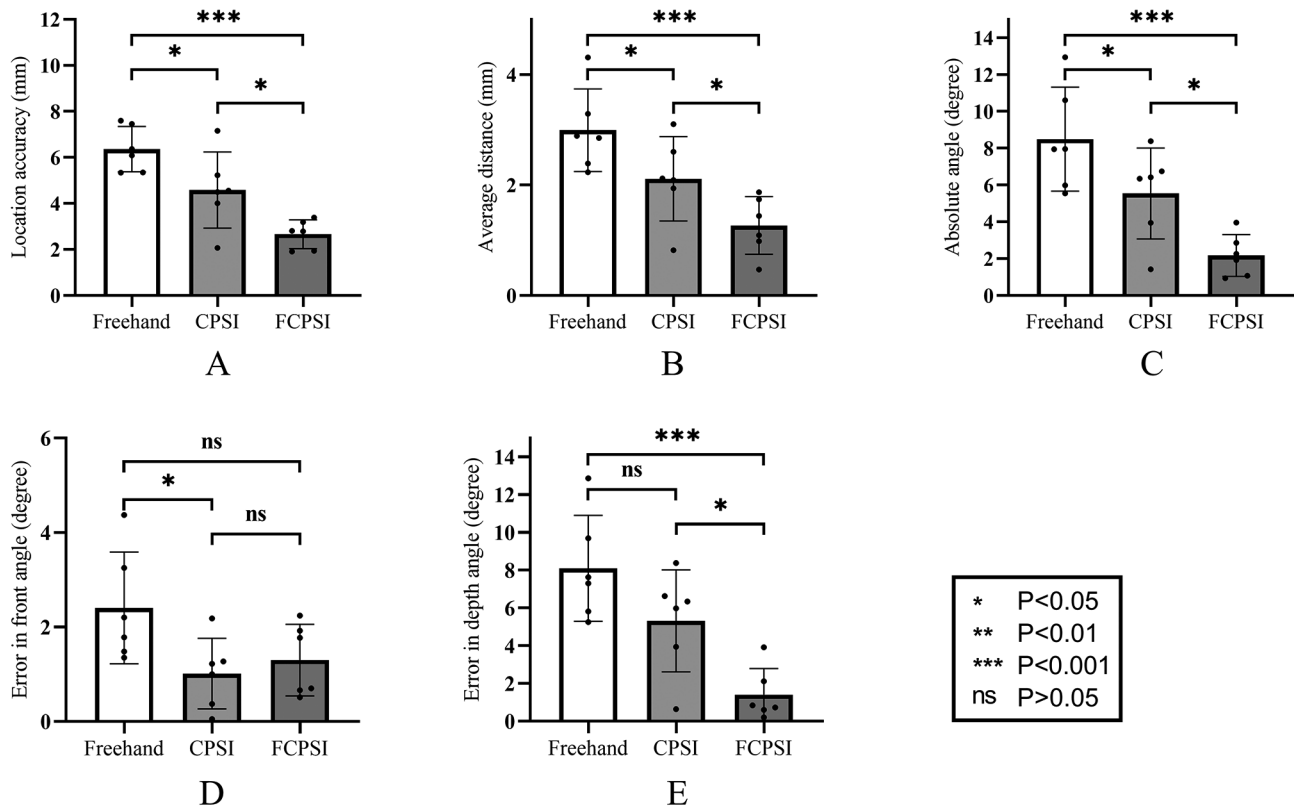 Location accuracy (mm)
12
10
8
6
4
2
0
***
*
*
Freehand CPSI FCPSI
A
Average distance (mm)
4
2
0
***
*
*
Freehand CPSI FCPSI
B
Absolute angle (degree)
14
12
10
8
6
4
2
0
***
*
*
Freehand CPSI FCPSI
C
Error in front angle (degree)
6
4
2
0
ns
*
ns
Freehand CPSI FCPSI
D
Error in depth angle (degree)
14
12
10
8
6
4
2
0
***
ns
*
Freehand CPSI FCPSI
E
* P<0.05
** P<0.01
*** P<0.001
ns P>0.05